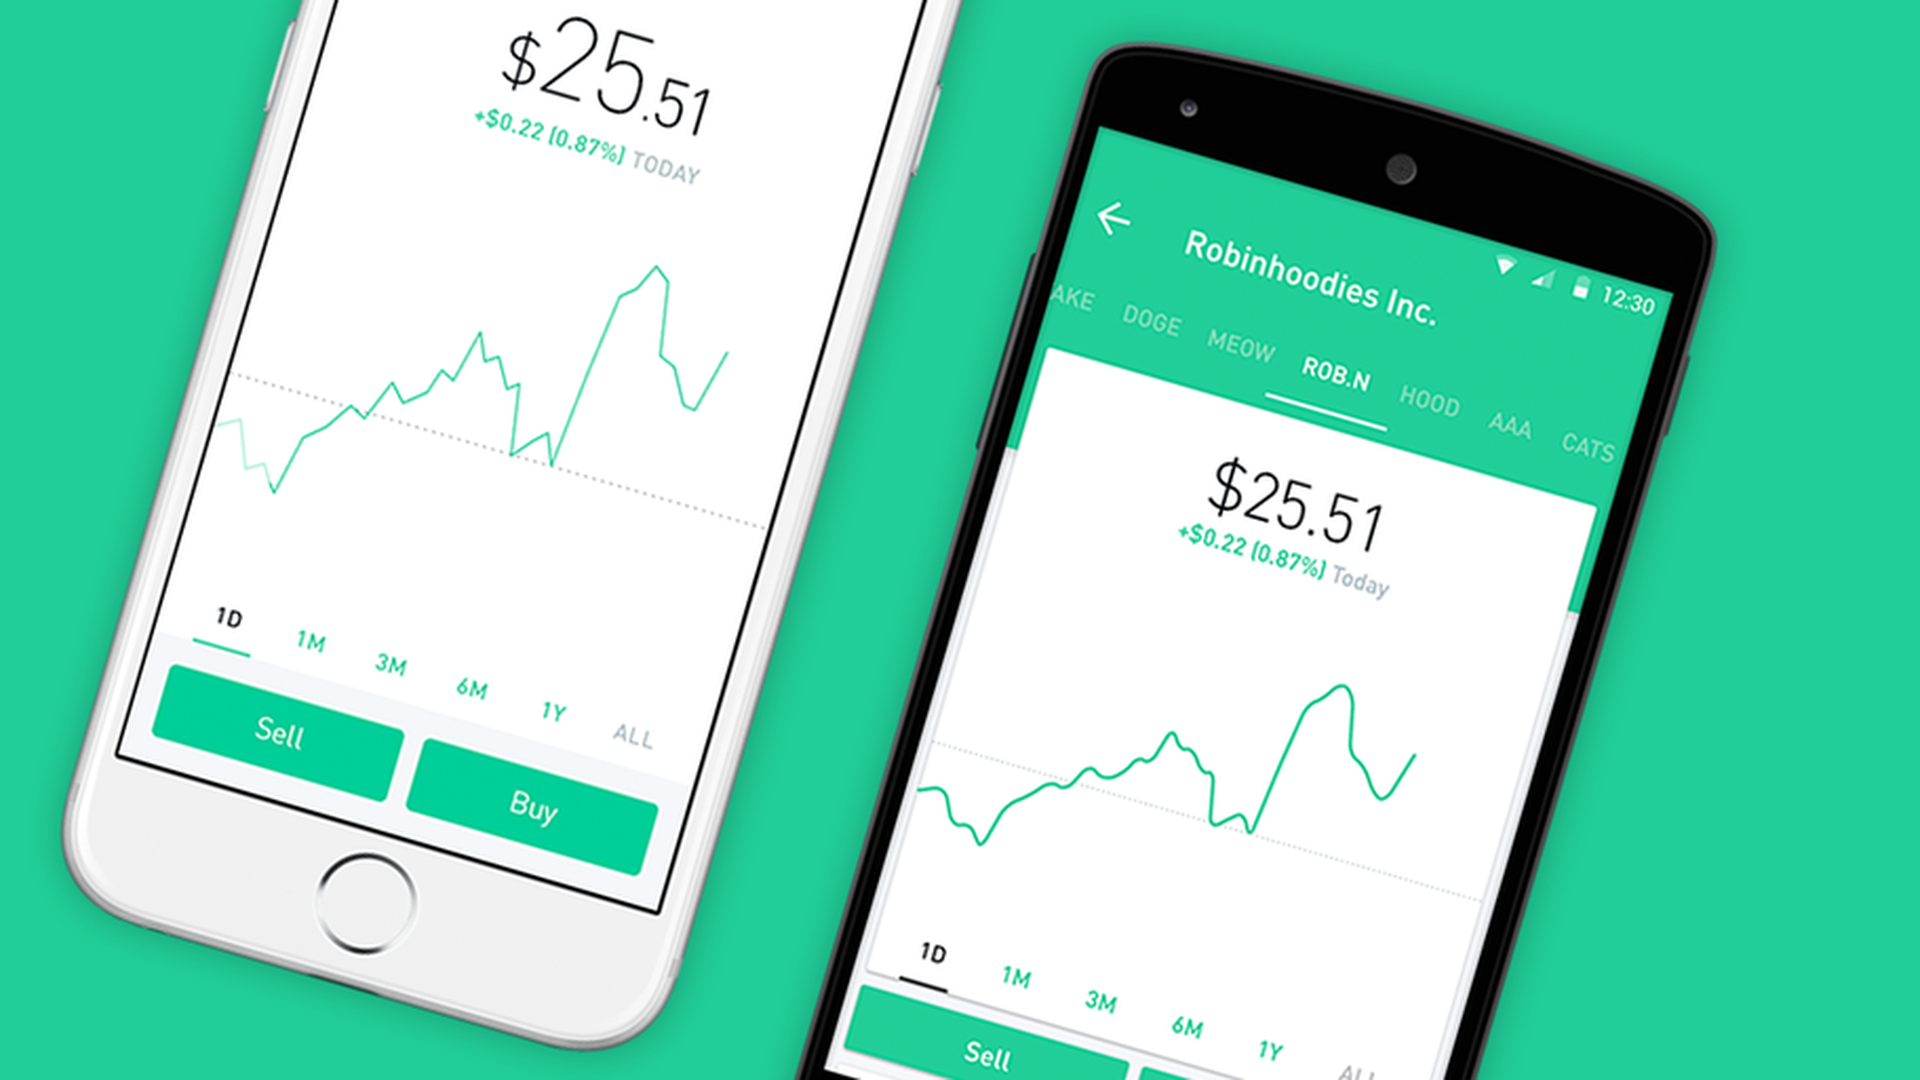 $25.51
+$0.22 (0.87%) TODAY
1D 1M 3M 6M 1Y ALL
Sell Buy
12:30
Robinhoodies Inc.
DOGE MEOW ROB.N HOOD AAA CATS
$25.51
+$0.22 (0.87%) Today
1D 1M 3M 6M 1Y ALL
Sell